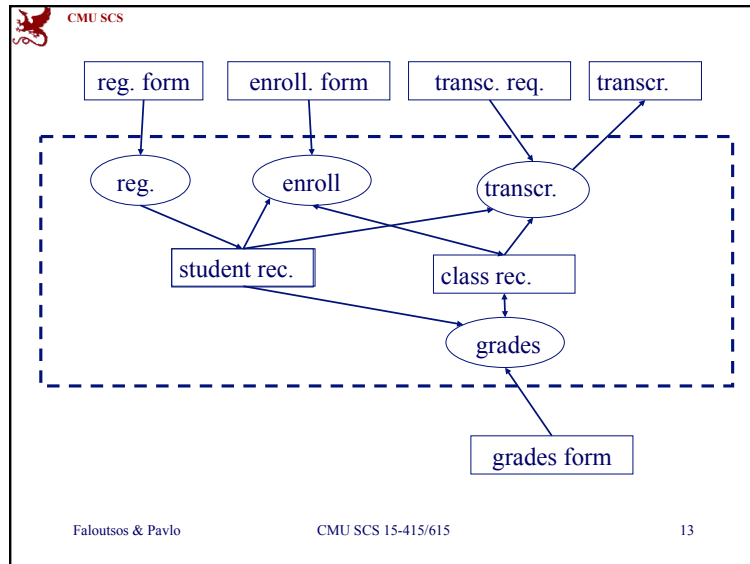 CMU SCS
reg. form enroll. form transc. req. transcr.
reg. enroll transcr.
student rec. class rec.
grades
grades form
Faloutsos & Pavlo CMU SCS 15-415/615 13